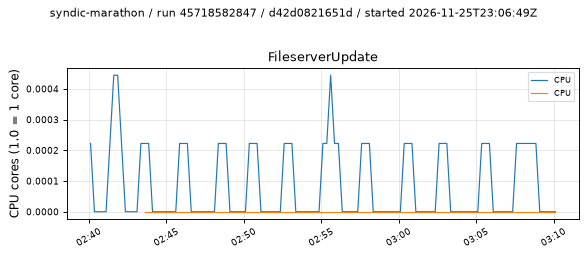 syndic-marathon / run 45718582847 / d42d0821651d / started 2026-11-25T23:06:49Z
FileserverUpdate
CPU cores (1.0 = 1 core)
0.0004
0.0003
0.0002
0.0001
0.0000
CPU
CPU
02:40
02:45
02:50
02:55
03:00
03:05
03:10